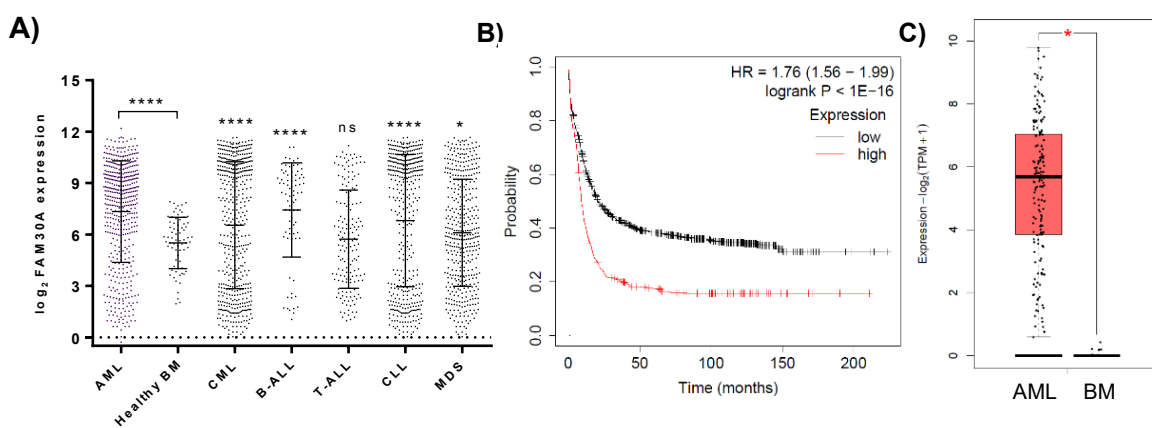 A)
log₂ FAM30A expression
15
12
9
6
3
0
****
****
****
ns
****
*
AML
Healthy BM
CML
B-ALL
T-ALL
CLL
MDS
B)
Probability
1.0
0.8
0.6
0.4
0.2
0.0
HR = 1.76 (1.56 − 1.99)
logrank P < 1E−16
Expression
low
high
0
50
100
150
200
Time (months)
C)
Expression − log₂(TPM + 1)
10
8
6
4
2
0
*
AML
BM